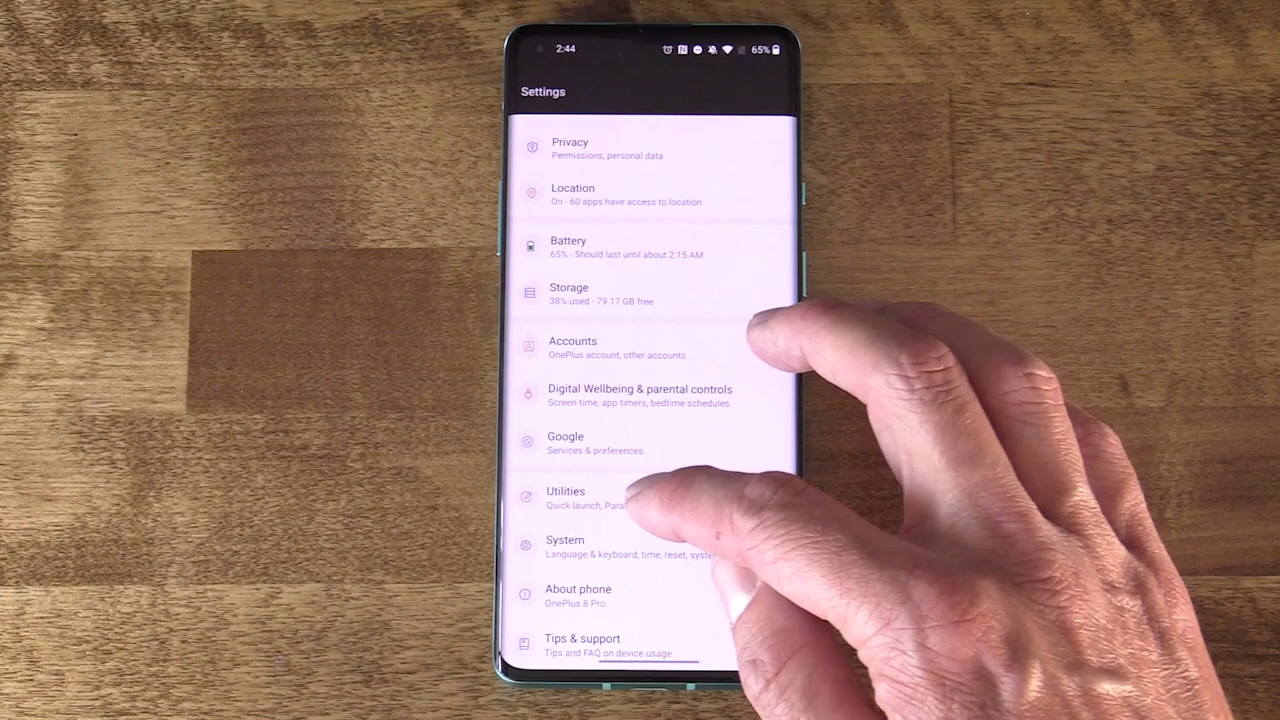 2:44
65%
Settings
Privacy
Permissions, personal data
Location
On - 60 apps have access to location
Battery
65% - Should last until about 2:15 AM
Storage
38% used - 79.17 GB free
Accounts
OnePlus account, other accounts
Digital Wellbeing & parental controls
Screen time, app timers, bedtime schedules
Google
Services & preferences
Utilities
Quick launch,
System
Language & keyboard, time, reset,
About phone
OnePlus 8 Pro
Tips & support
Tips and FAQ on device usage